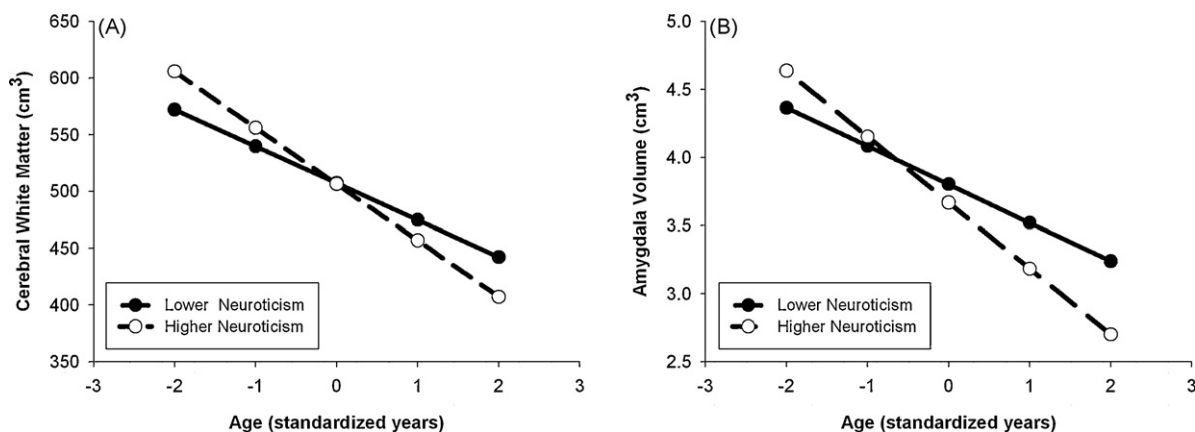 (A)
Cerebral White Matter (cm³)
650
600
550
500
450
400
350
Lower Neuroticism
Higher Neuroticism
-3 -2 -1 0 1 2 3
Age (standardized years)
(B)
Amygdala Volume (cm³)
5.0
4.5
4.0
3.5
3.0
2.5
Lower Neuroticism
Higher Neuroticism
-3 -2 -1 0 1 2 3
Age (standardized years)